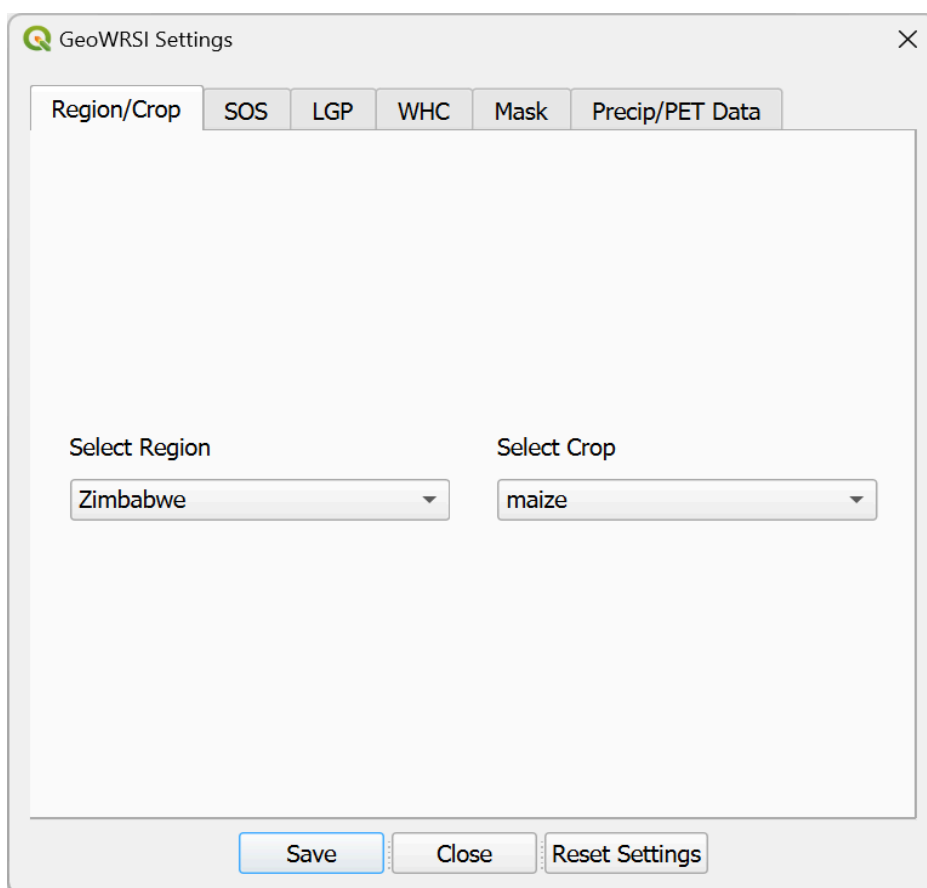 GeoWRSI Settings
Region/Crop SOS LGP WHC Mask Precip/PET Data
Select Region Select Crop
Zimbabwe maize
Save Close Reset Settings